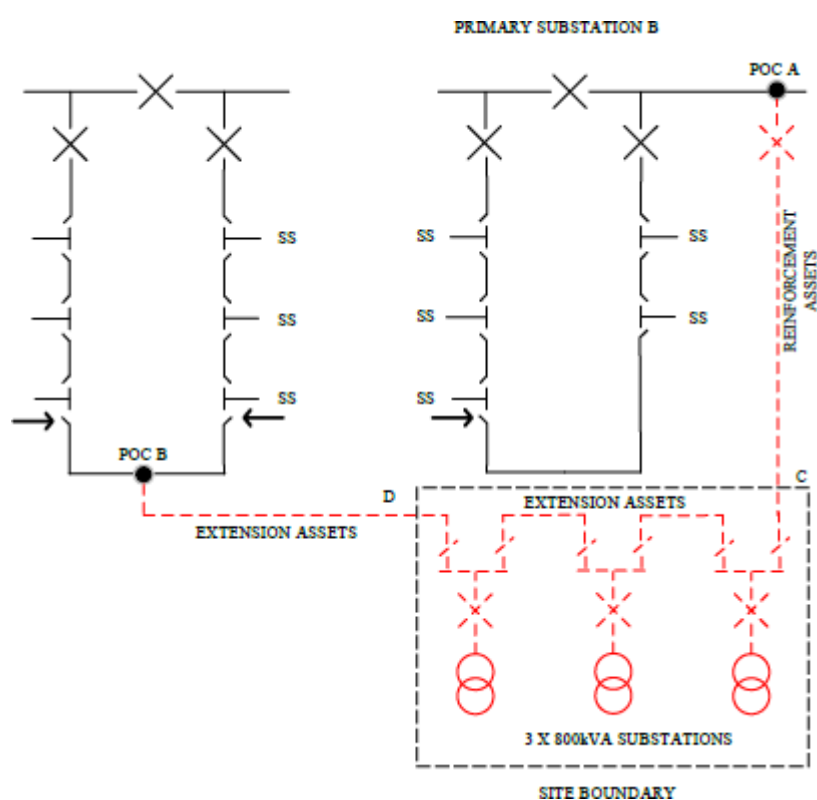 PRIMARY SUBSTATION B
POC A
SS
SS
SS
SS
SS
SS
SS
SS
REINFORCEMENT
ASSETS
POC B
D
C
EXTENSION ASSETS
EXTENSION ASSETS
3 X 800kVA SUBSTATIONS
SITE BOUNDARY